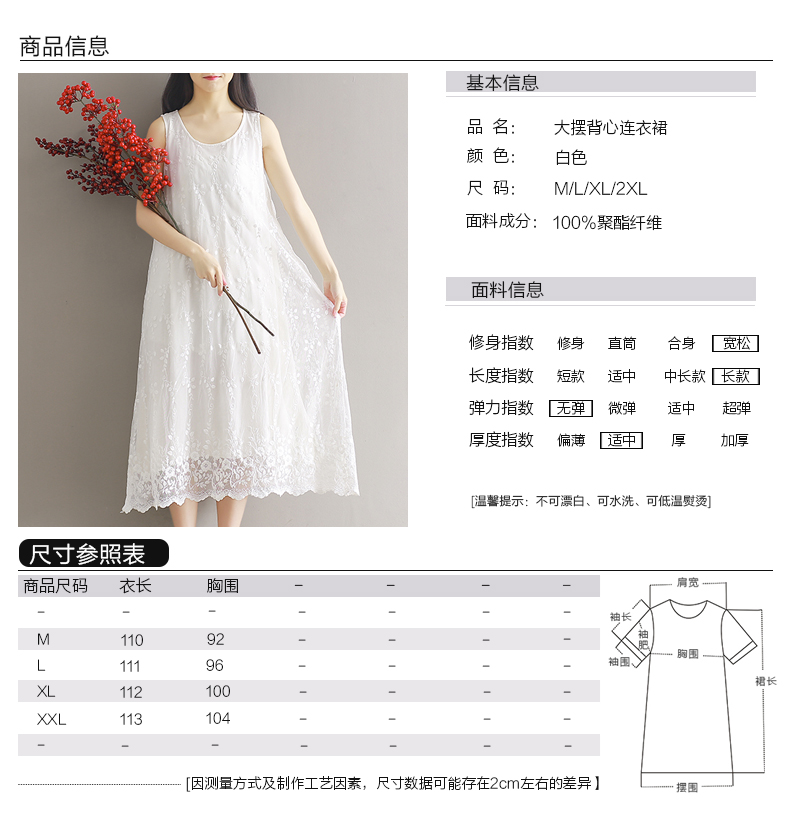 商品信息
基本信息
品 名： 大摆背心连衣裙
颜 色： 白色
尺 码： M/L/XL/2XL
面料成分： 100%聚酯纤维
面料信息
修身指数 修身 直筒 合身 宽松
长度指数 短款 适中 中长款 长款
弹力指数 无弹 微弹 适中 超弹
厚度指数 偏薄 适中 厚 加厚
[温馨提示：不可漂白、可水洗、可低温熨烫]
尺寸参照表
商品尺码 衣长 胸围 - - - -
- - - - - - -
M 110 92 - - - -
L 111 96 - - - -
XL 112 100 - - - -
XXL 113 104 - - - -
- - - - - - -
肩宽
袖长
袖肥
袖围
胸围
裙长
摆围
[因测量方式及制作工艺因素，尺寸数据可能存在2cm左右的差异】